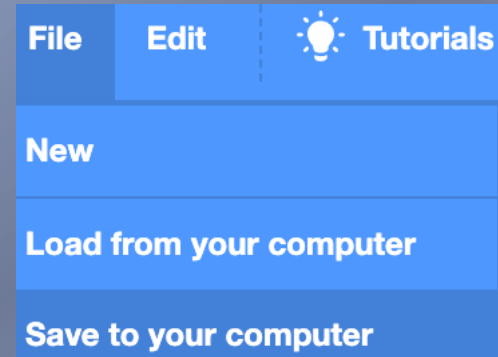 File Edit Tutorials
New
Load from your computer
Save to your computer